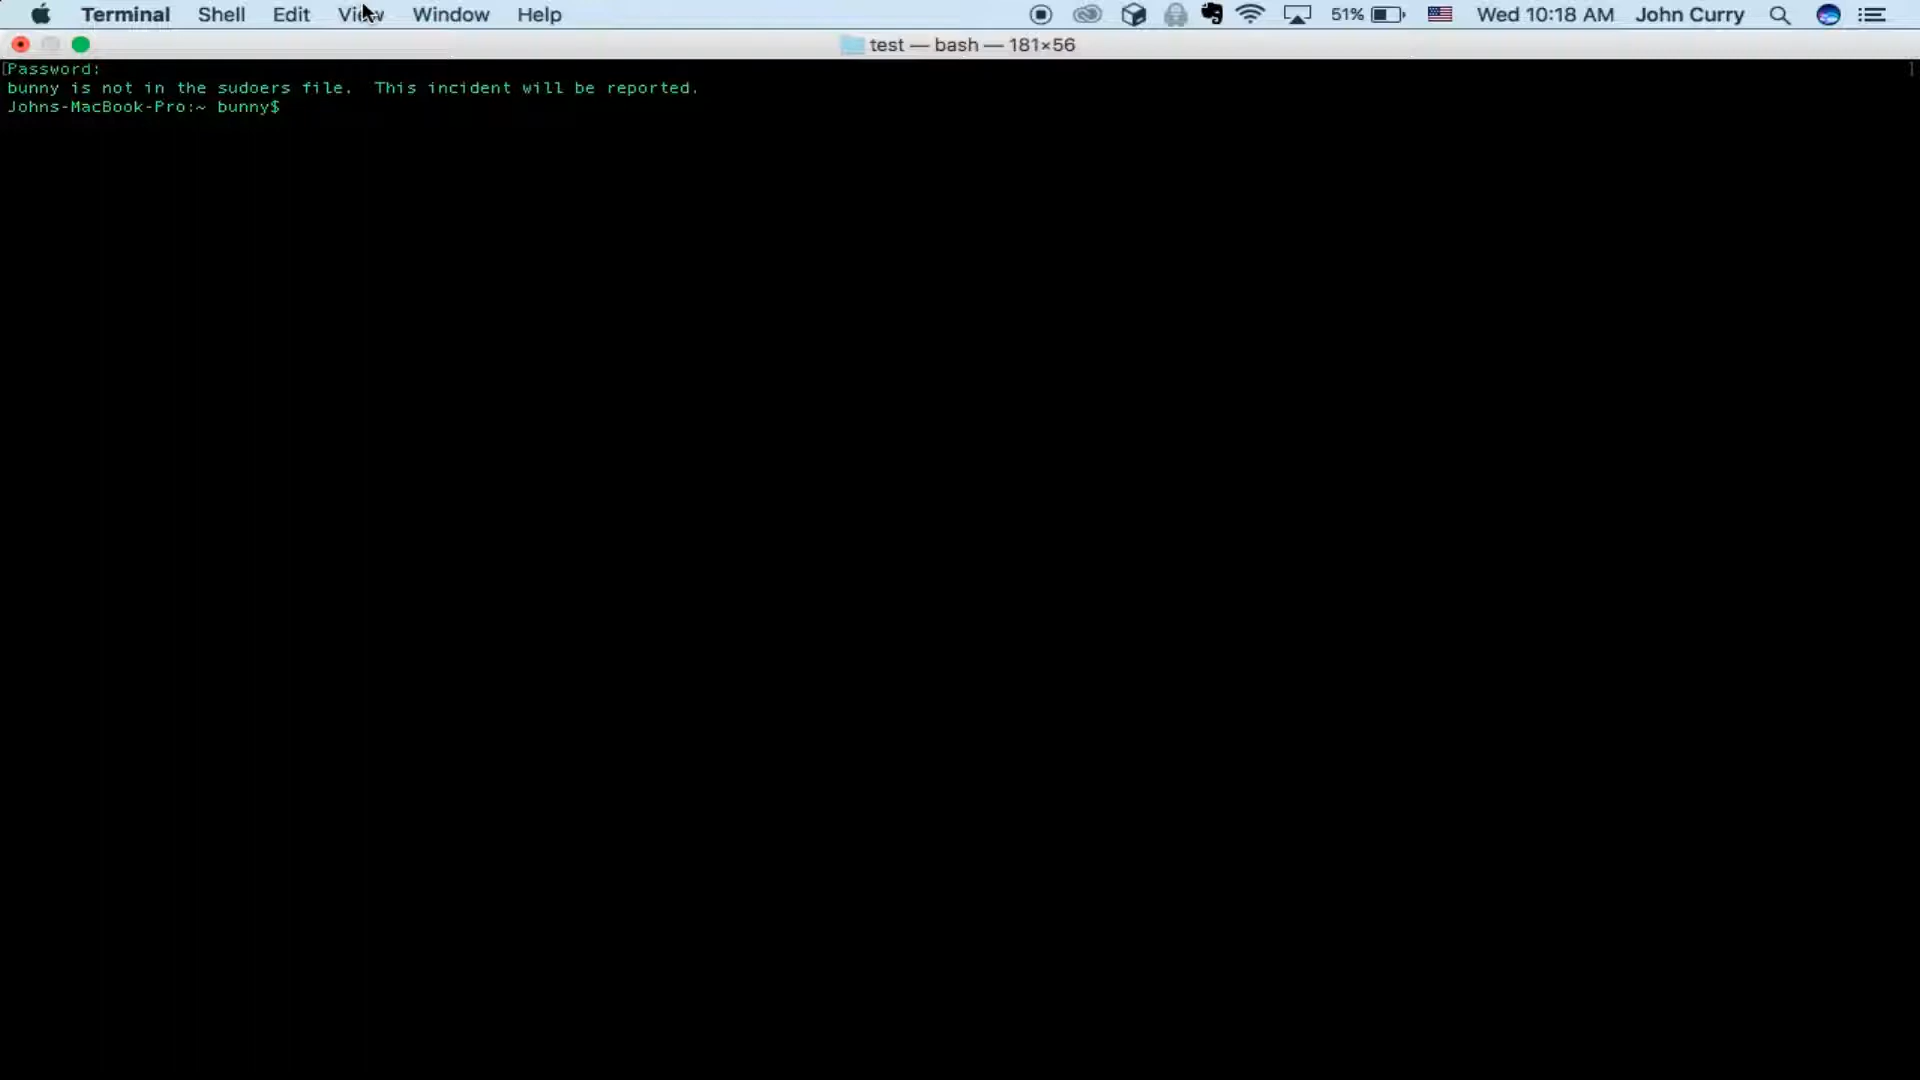 Terminal Shell Edit View Window Help 51% Wed 10:18 AM John Curry
test — bash — 181×56
Password:
bunny is not in the sudoers file.  This incident will be reported.
Johns-MacBook-Pro:~ bunny$